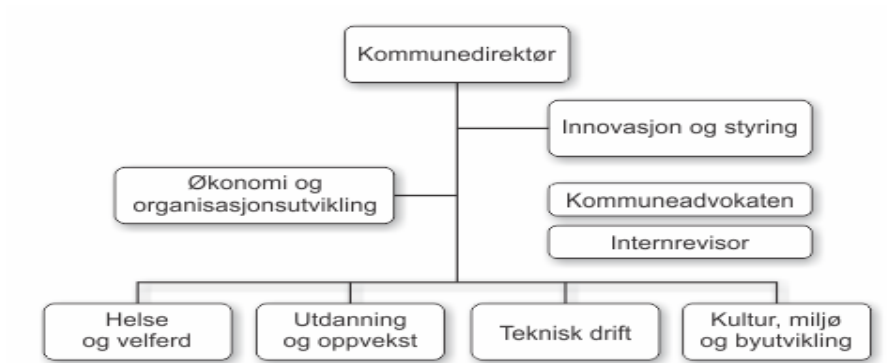 Kommunedirektør
Innovasjon og styring
Økonomi og
organisasjonsutvikling
Kommuneadvokaten
Internrevisor
Helse
og velferd
Utdanning
og oppvekst
Teknisk drift
Kultur, miljø
og byutvikling